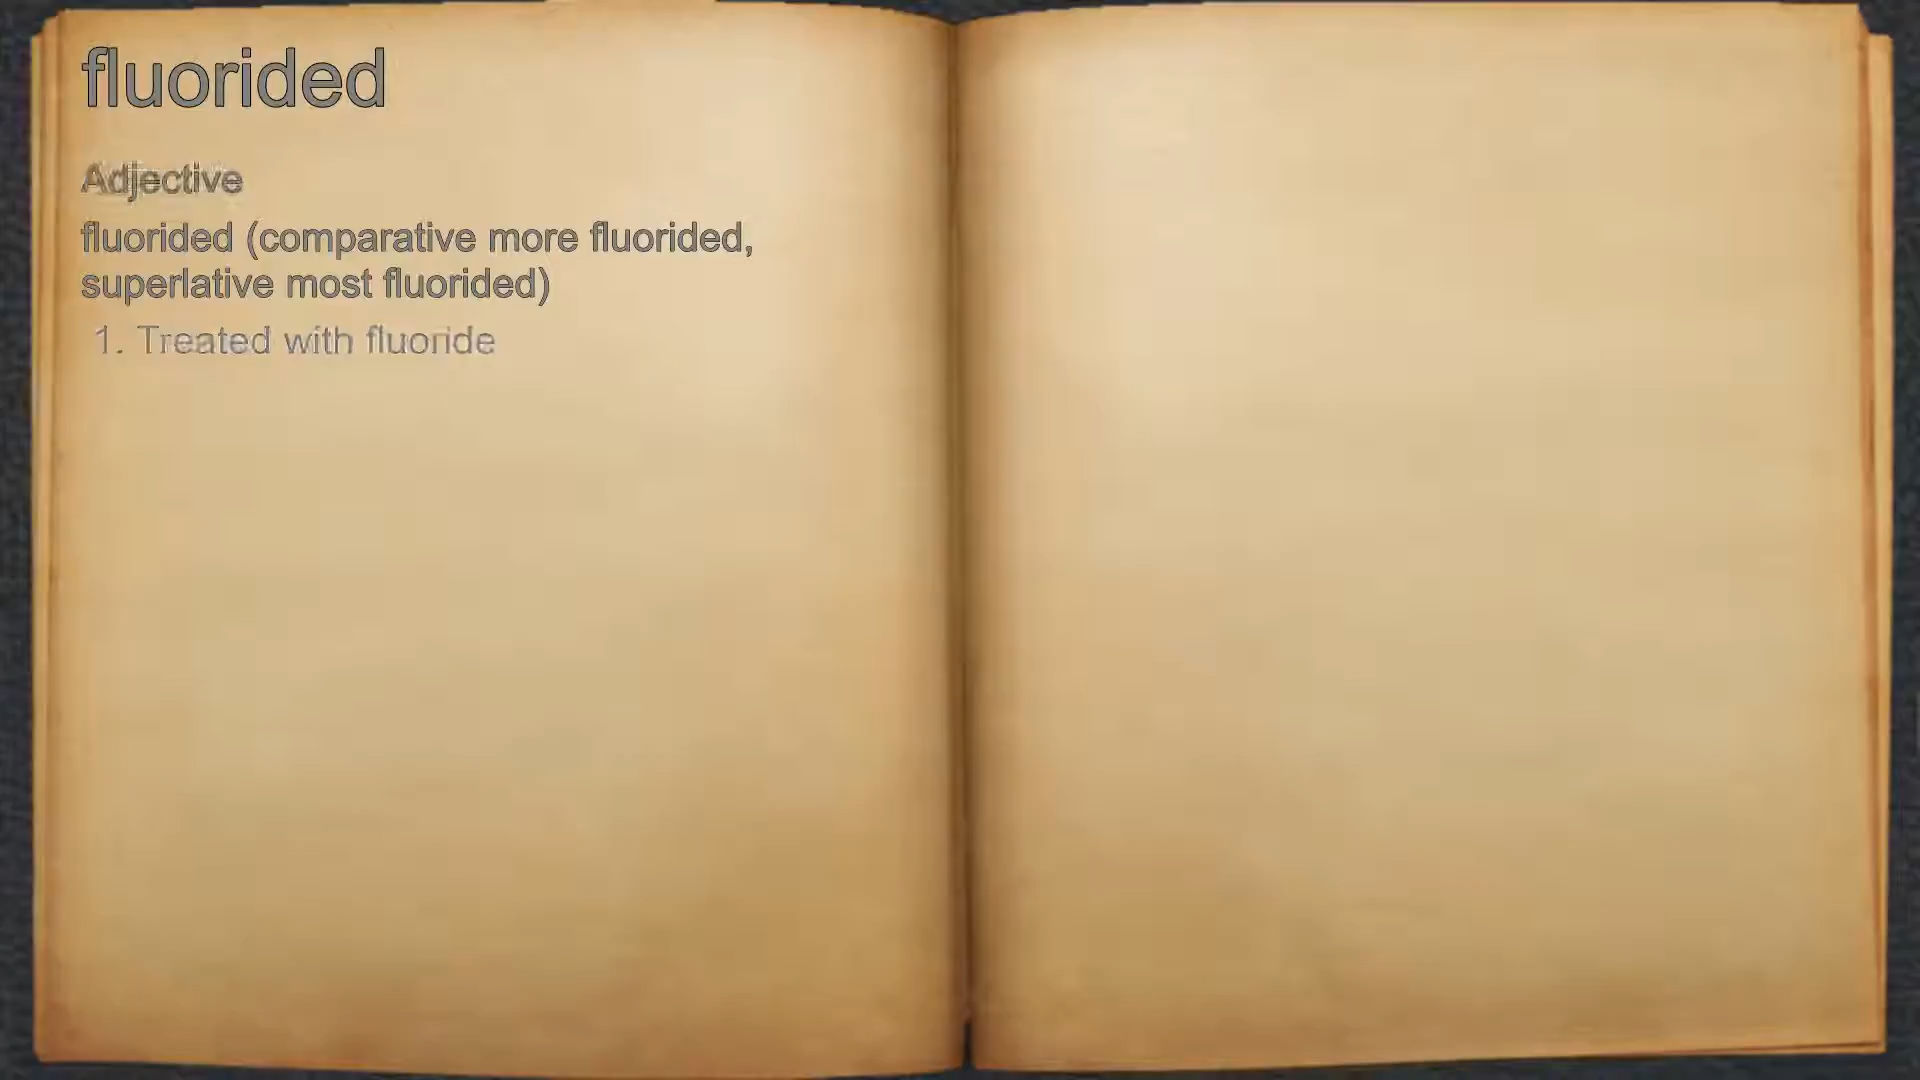 fluorided
Adjective
fluorided (comparative more fluorided,
superlative most fluorided)
1. Treated with fluoride